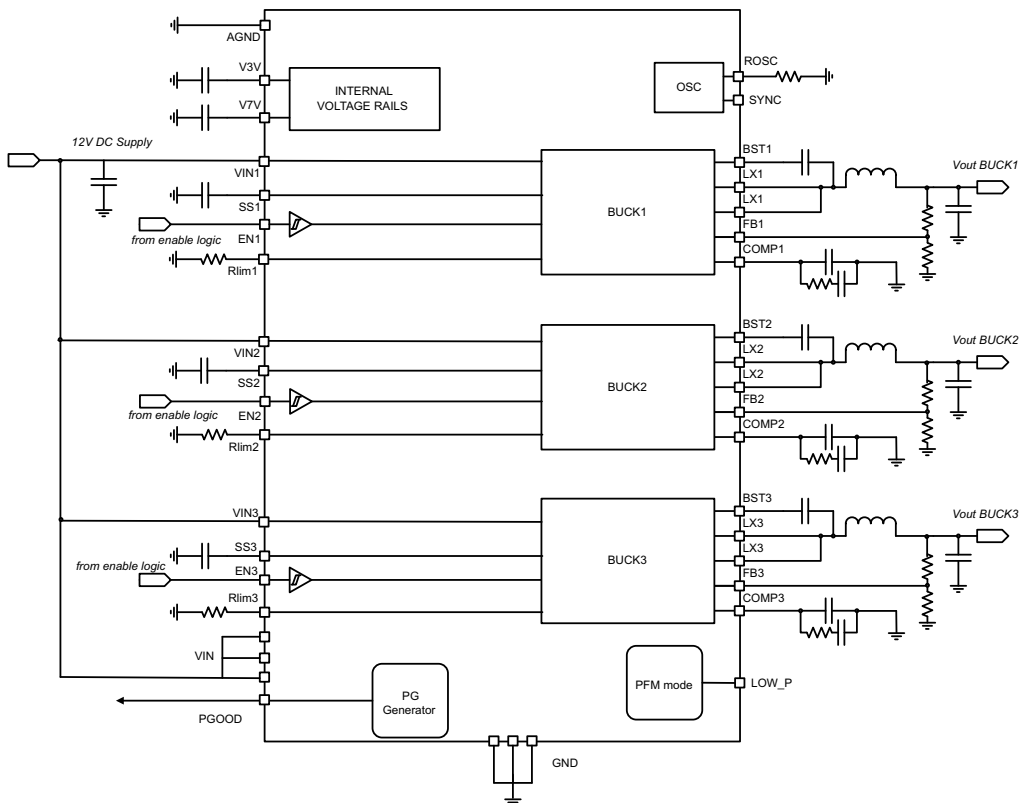 AGND
V3V
V7V
INTERNAL
VOLTAGE RAILS
OSC
ROSC
SYNC
12V DC Supply
VIN1
SS1
EN1
from enable logic
Rlim1
BUCK1
BST1
LX1
LX1
FB1
COMP1
Vout BUCK1
VIN2
SS2
EN2
from enable logic
Rlim2
BUCK2
BST2
LX2
LX2
FB2
COMP2
Vout BUCK2
VIN3
SS3
from enable logic
EN3
Rlim3
BUCK3
BST3
LX3
LX3
FB3
COMP3
Vout BUCK3
VIN
PGOOD
PG
Generator
PFM mode
LOW_P
GND